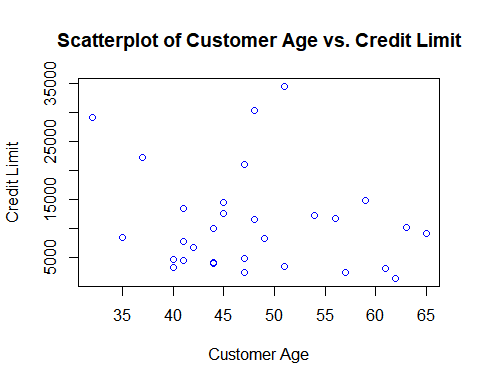 Scatterplot of Customer Age vs. Credit Limit
Credit Limit
35000
25000
15000
5000
35 40 45 50 55 60 65
Customer Age